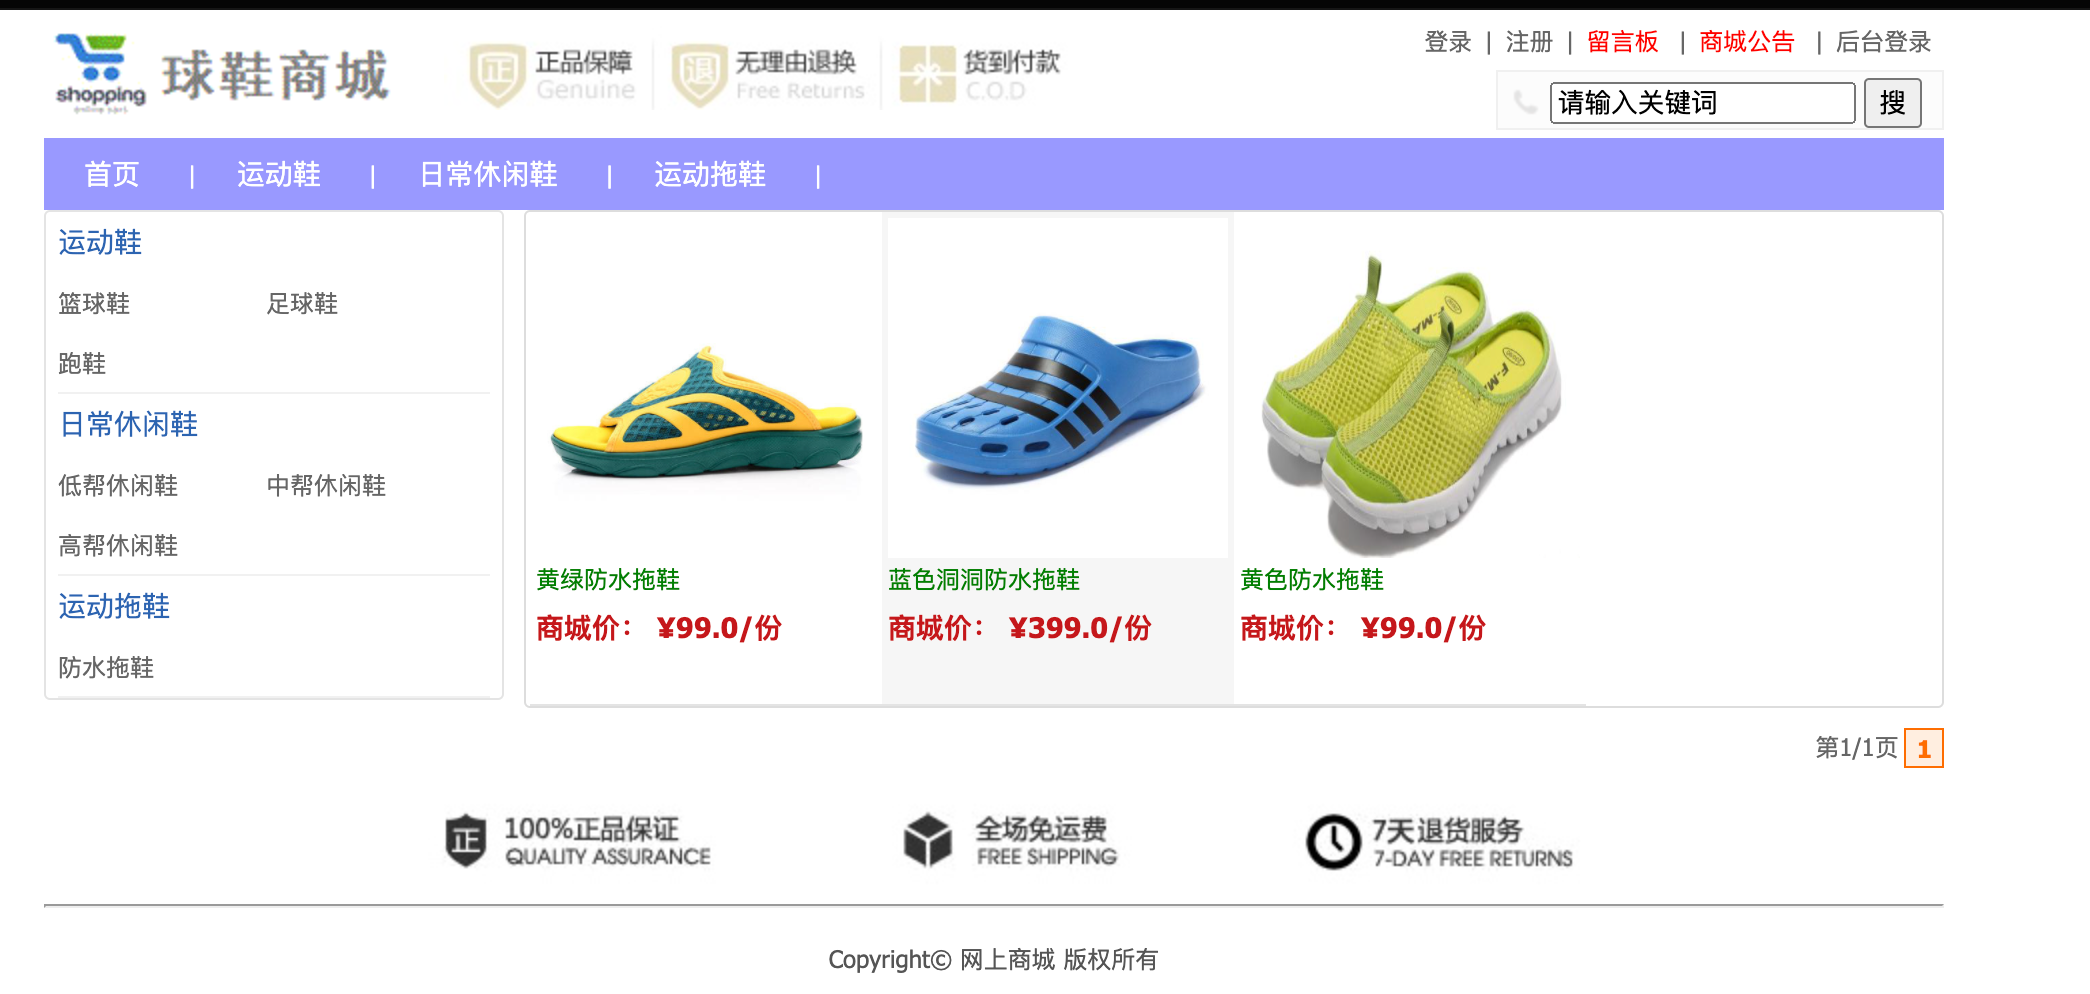 shopping
球鞋商城
正品保障
Genuine
无理由退换
Free Returns
货到付款
C.O.D
登录 | 注册 | 留言板 | 商城公告 | 后台登录
请输入关键词 搜
首页 | 运动鞋 | 日常休闲鞋 | 运动拖鞋 |
运动鞋
篮球鞋 足球鞋
跑鞋
日常休闲鞋
低帮休闲鞋 中帮休闲鞋
高帮休闲鞋
运动拖鞋
防水拖鞋
黄绿防水拖鞋
商城价： ¥99.0/份
蓝色洞洞防水拖鞋
商城价： ¥399.0/份
黄色防水拖鞋
商城价： ¥99.0/份
第1/1页 1
正 100%正品保证
QUALITY ASSURANCE
全场免运费
FREE SHIPPING
7天退货服务
7-DAY FREE RETURNS
Copyright© 网上商城 版权所有